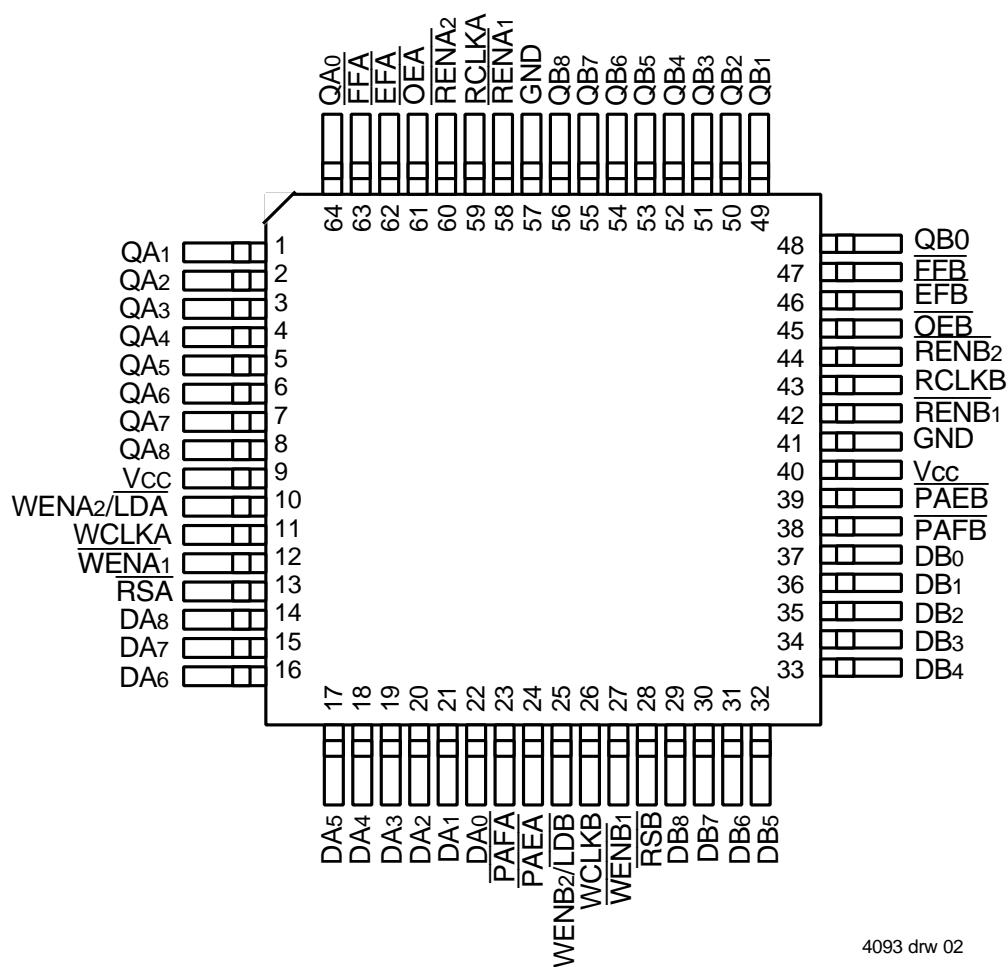 QA0
FFA
EFA
OEA
RENA2
RCLKA
RENA1
GND
QB8
QB7
QB6
QB5
QB4
QB3
QB2
QB1
64
63
62
61
60
59
58
57
56
55
54
53
52
51
50
49
QA1 1
QA2 2
QA3 3
QA4 4
QA5 5
QA6 6
QA7 7
QA8 8
VCC 9
WENA2/LDA 10
WCLKA 11
WENA1 12
RSA 13
DA8 14
DA7 15
DA6 16
48 QB0
47 FFB
46 EFB
45 OEB
44 RENB2
43 RCLKB
42 RENB1
41 GND
40 Vcc
39 PAEB
38 PAFB
37 DB0
36 DB1
35 DB2
34 DB3
33 DB4
17
18
19
20
21
22
23
24
25
26
27
28
29
30
31
32
DA5
DA4
DA3
DA2
DA1
DA0
PAFA
PAEA
WENB2/LDB
WCLKB
WENB1
RSB
DB8
DB7
DB6
DB5
4093 drw 02